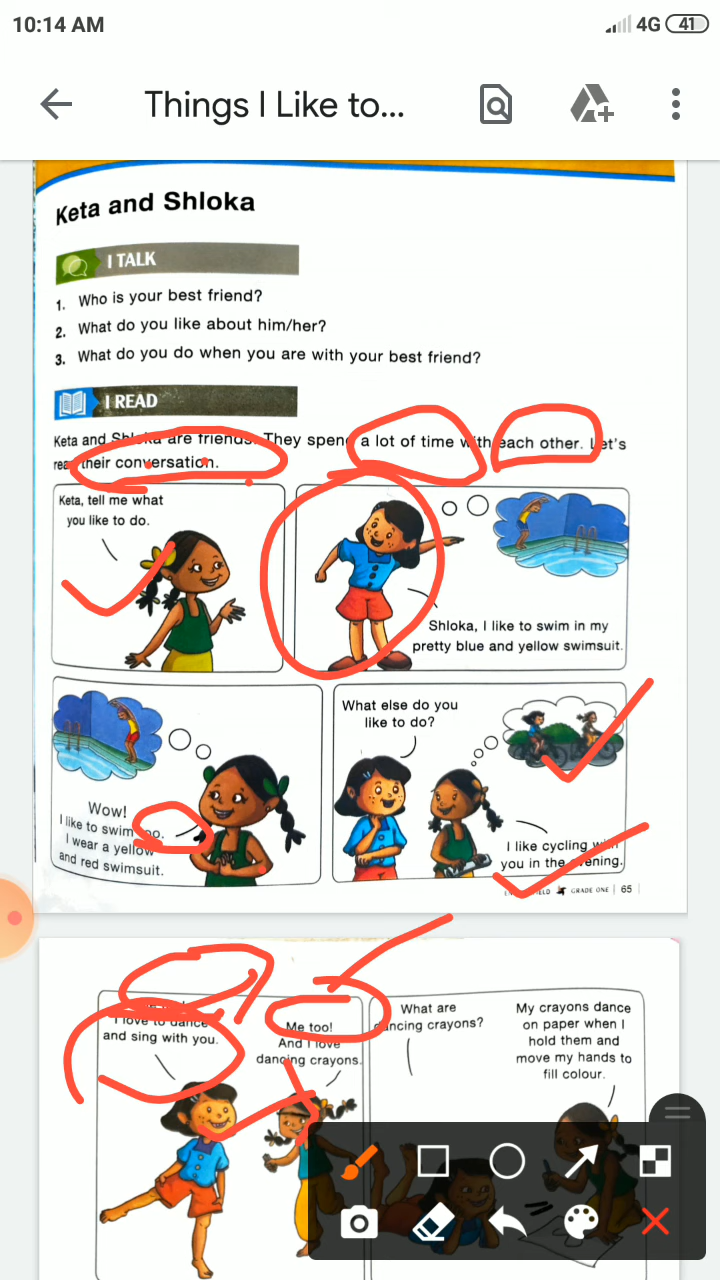 10:14 AM
4G 41
Things I Like to...
Keta and Shloka
I TALK
1. Who is your best friend?
2. What do you like about him/her?
3. What do you do when you are with your best friend?
I READ
Keta and Shloka are friends. They spend a lot of time with each other. Let's
read their conversation.
Keta, tell me what
you like to do.
Shloka, I like to swim in my
pretty blue and yellow swimsuit.
Wow!
I like to swim too.
I wear a yellow
and red swimsuit.
What else do you
like to do?
I like cycling with
you in the evening.
GRADE ONE | 65
I love to dance
and sing with you.
Me too!
And I love
dancing crayons.
What are
dancing crayons?
My crayons dance
on paper when I
hold them and
move my hands to
fill colour.